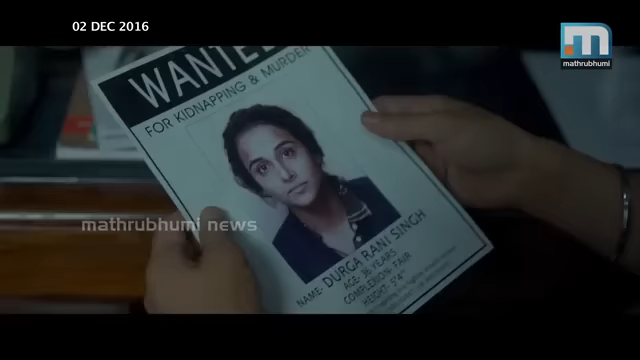 02 DEC 2016
mathrubhumi
WANTED
FOR KIDNAPPING & MURDER
mathrubhumi news
NAME- DURGA RANI SINGH
AGE- 36 YEARS
COMPLEXION- FAIR
HEIGHT- 5'4"